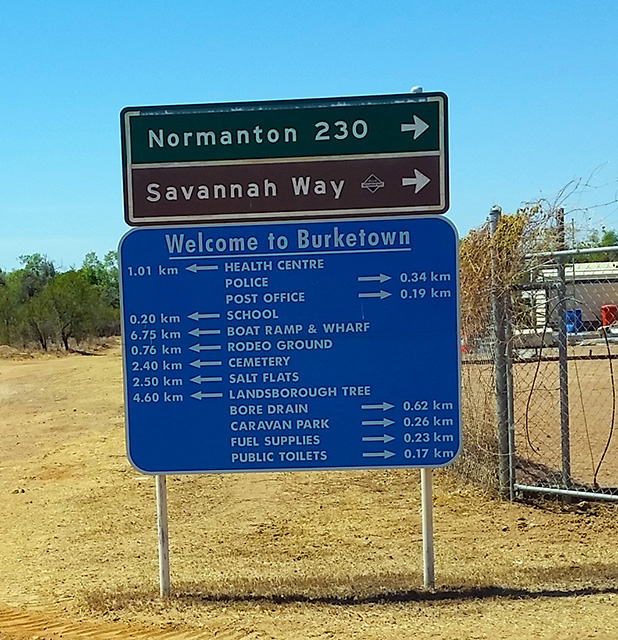 Normanton 230 →
Savannah Way →
Welcome to Burketown
1.01 km ← HEALTH CENTRE
POLICE → 0.34 km
POST OFFICE → 0.19 km
0.20 km ← SCHOOL
6.75 km ← BOAT RAMP & WHARF
0.76 km ← RODEO GROUND
2.40 km ← CEMETERY
2.50 km ← SALT FLATS
4.60 km ← LANDSBOROUGH TREE
BORE DRAIN → 0.62 km
CARAVAN PARK → 0.26 km
FUEL SUPPLIES → 0.23 km
PUBLIC TOILETS → 0.17 km